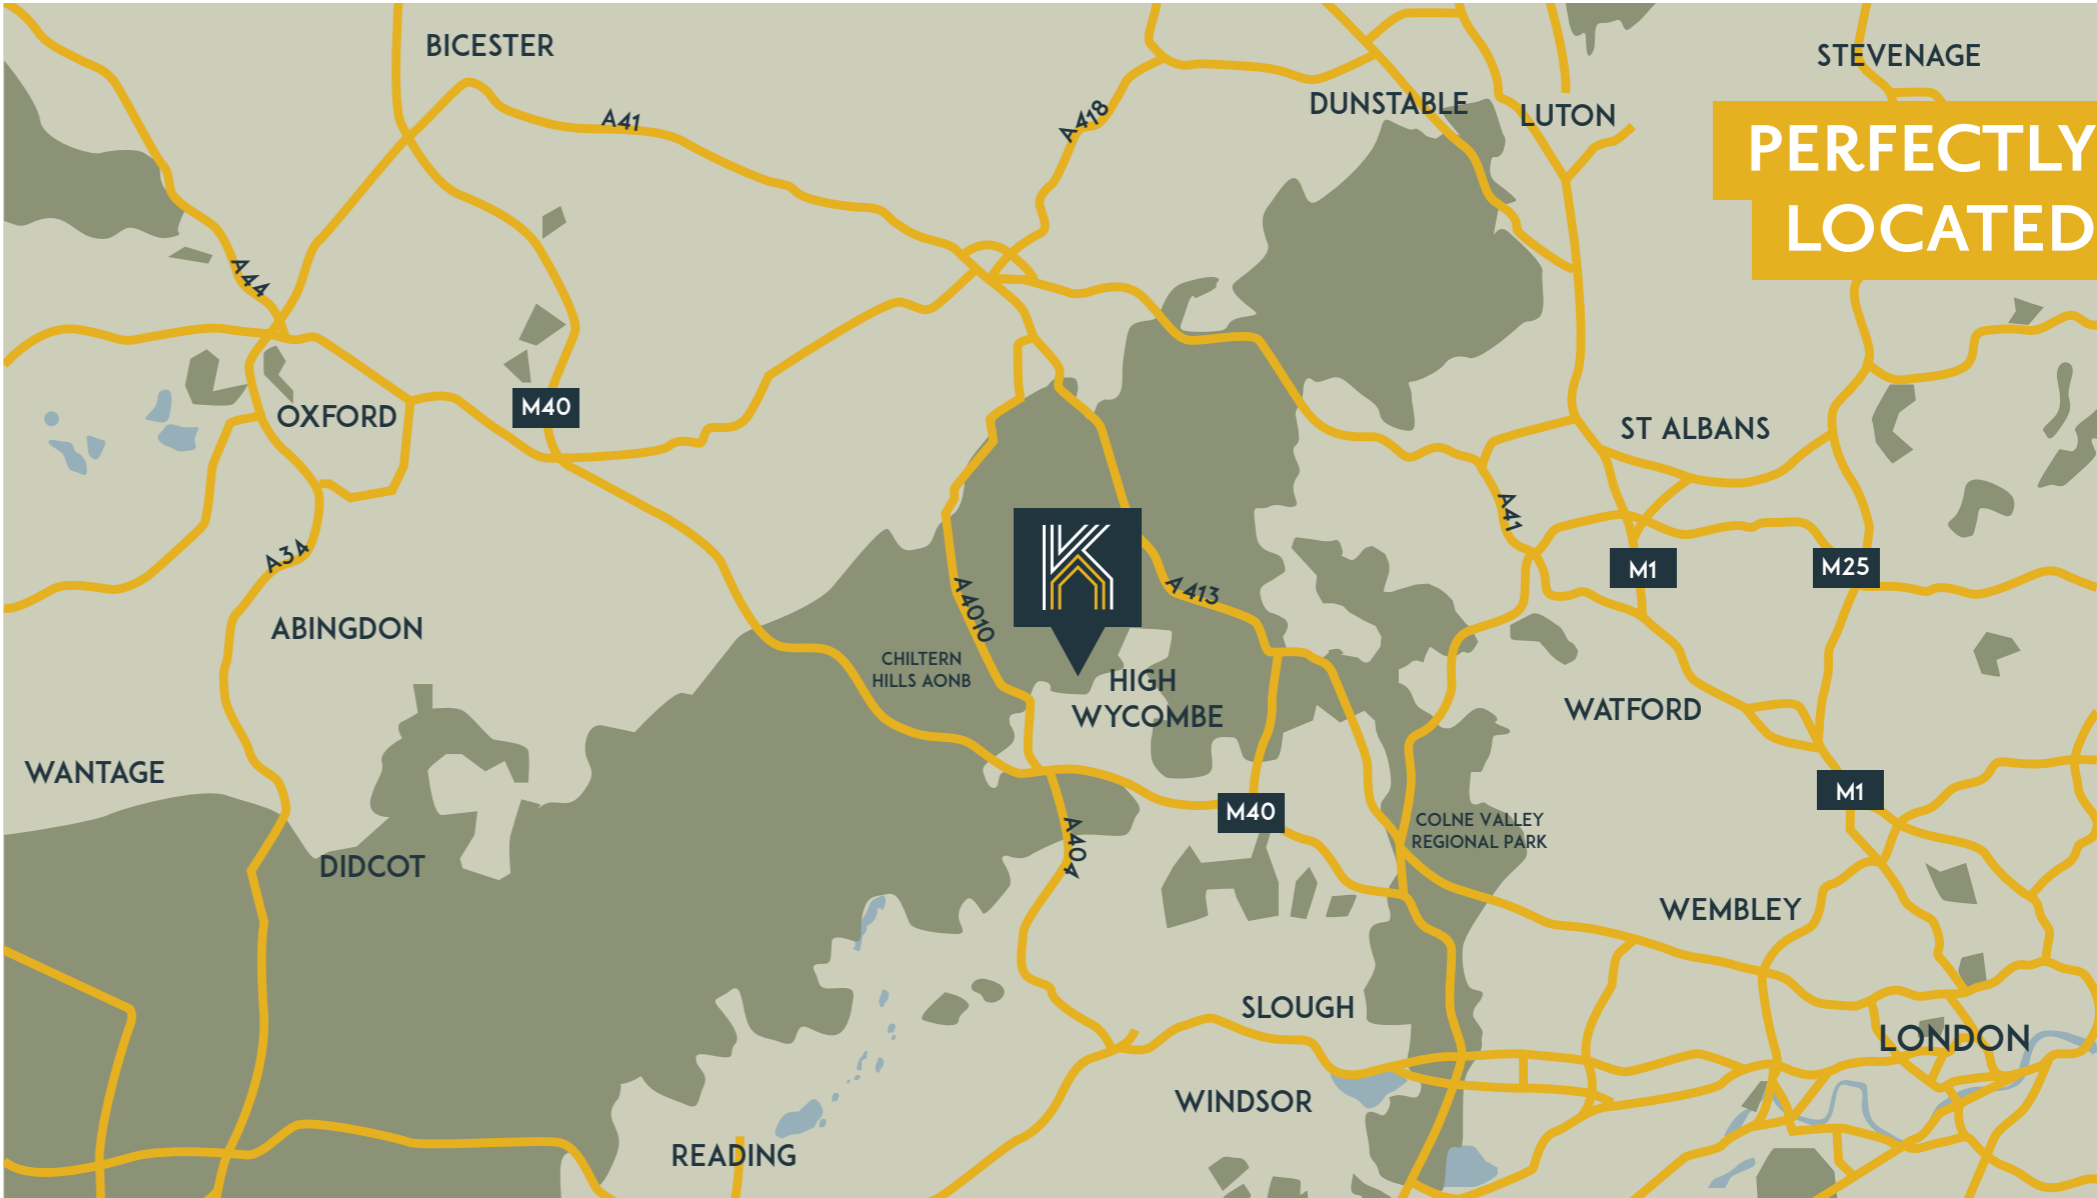 BICESTER
STEVENAGE
DUNSTABLE
LUTON
A41
A418
PERFECTLY
LOCATED
A44
M40
OXFORD
ST ALBANS
A41
A34
M1
M25
A4010
A413
ABINGDON
CHILTERN
HILLS AONB
HIGH
WYCOMBE
WATFORD
WANTAGE
M1
M40
COLNE VALLEY
REGIONAL PARK
A404
DIDCOT
WEMBLEY
SLOUGH
LONDON
WINDSOR
READING